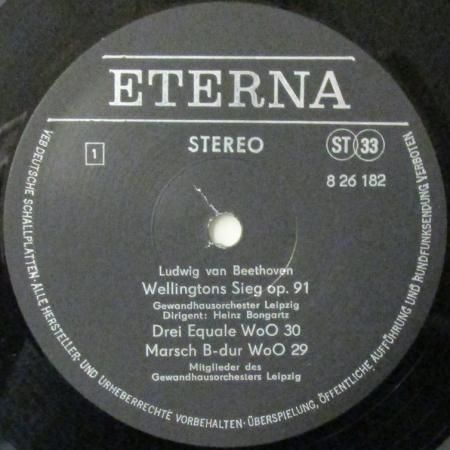 ETERNA
STEREO
ST 33
1
8 26 182
Ludwig van Beethoven
Wellingtons Sieg op. 91
Gewandhausorchester Leipzig
Dirigent: Heinz Bongartz
Drei Equale WoO 30
Marsch B-dur WoO 29
Mitglieder des
Gewandhausorchesters Leipzig
VEB DEUTSCHE SCHALLPLATTEN · ALLE HERSTELLER- UND URHEBERRECHTE VORBEHALTEN · ÜBERSPIELUNG, ÖFFENTLICHE AUFFÜHRUNG UND RUNDFUNKSENDUNG VERBOTEN